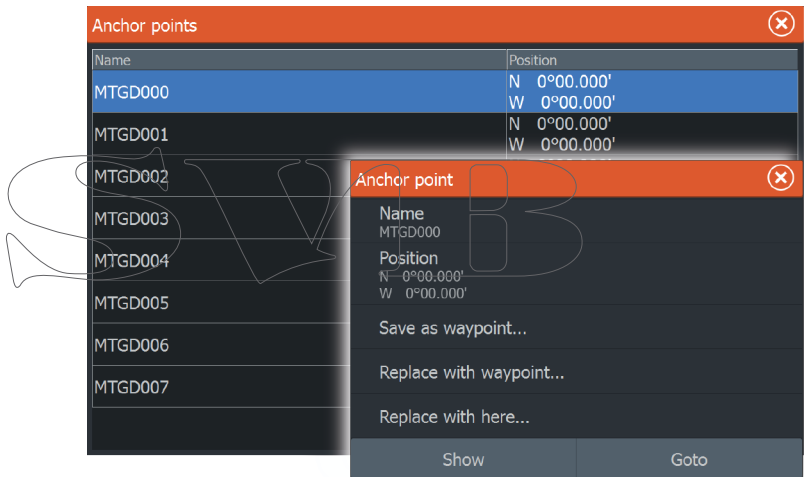 Anchor points
Name Position
MTGD000 N 0°00.000'
W 0°00.000'
MTGD001 N 0°00.000'
W 0°00.000'
MTGD002
MTGD003
MTGD004
MTGD005
MTGD006
MTGD007
Anchor point
Name
MTGD000
Position
N 0°00.000'
W 0°00.000'
Save as waypoint...
Replace with waypoint...
Replace with here...
Show Goto
SVB